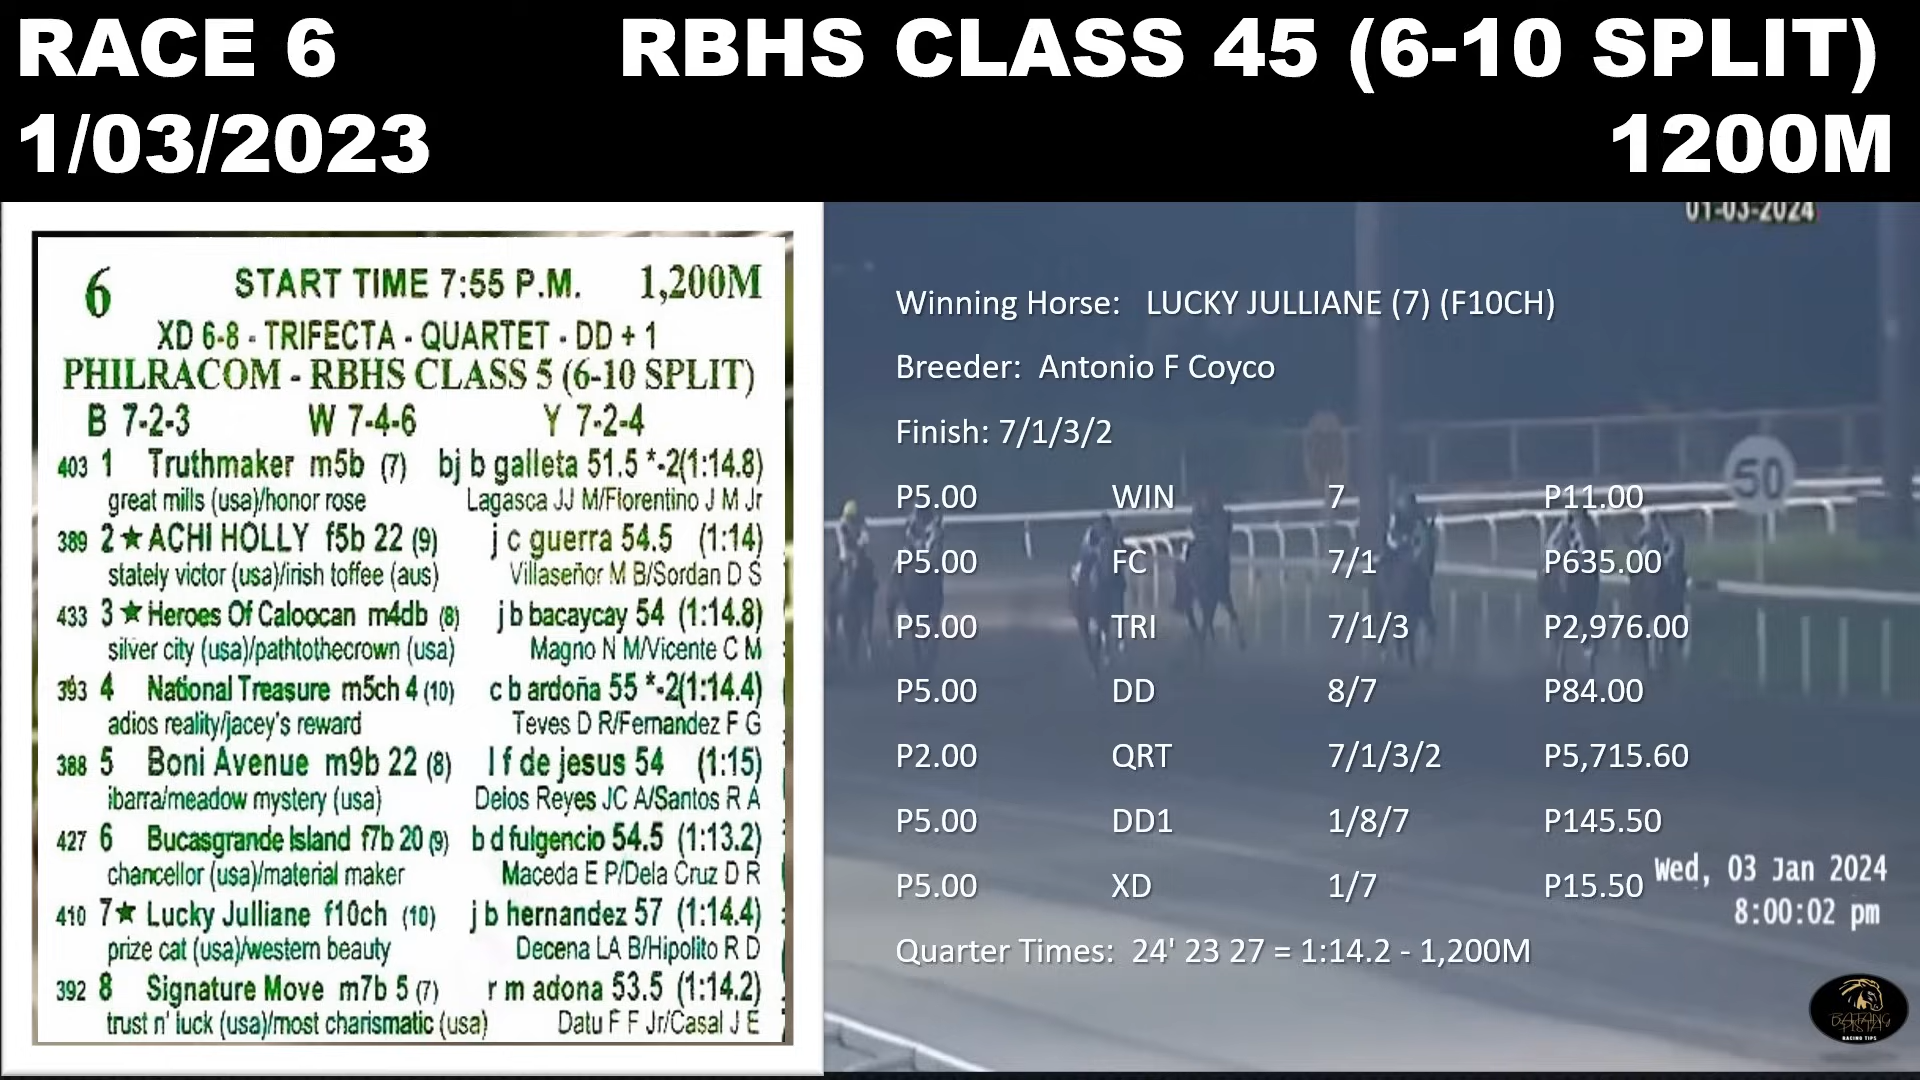 RACE 6
RBHS CLASS 45 (6-10 SPLIT)
1/03/2023
1200M
6 START TIME 7:55 P.M. 1,200M
XD 6-8 - TRIFECTA - QUARTET - DD + 1
PHILRACOM - RBHS CLASS 5 (6-10 SPLIT)
B 7-2-3 W 7-4-6 Y 7-2-4
403 1 Truthmaker m5b (7) bj b galleta 51.5 *-2(1:14.8)
great mills (usa)/honor rose Lagasca JJ M/Fiorentino J M Jr
389 2★ACHI HOLLY f5b 22 (9) j c guerra 54.5 (1:14)
stately victor (usa)/irish toffee (aus) Villaseñor M B/Sordan D S
433 3★Heroes Of Caloocan m4db (8) j b bacaycay 54 (1:14.8)
silver city (usa)/pathtothecrown (usa) Magno N M/Vicente C M
393 4 National Treasure m5ch 4 (10) c b ardoña 55 *-2(1:14.4)
adios reality/jacey's reward Teves D R/Fernandez F G
388 5 Boni Avenue m9b 22 (8) l f de jesus 54 (1:15)
ibarra/meadow mystery (usa) Delos Reyes JC A/Santos R A
427 6 Bucasgrande Island f7b 20 (9) b d fulgencio 54.5 (1:13.2)
chancellor (usa)/material maker Maceda E P/Dela Cruz D R
410 7★ Lucky Julliane f10ch (10) j b hernandez 57 (1:14.4)
prize cat (usa)/western beauty Decena LA B/Hipolito R D
392 8 Signature Move m7b 5 (7) r m adona 53.5 (1:14.2)
trust n' luck (usa)/most charismatic (usa) Datu F F Jr/Casal J E
01-03-2024
Winning Horse: LUCKY JULLIANE (7) (F10CH)
Breeder: Antonio F Coyco
Finish: 7/1/3/2
P5.00 WIN 7 P11.00
P5.00 FC 7/1 P635.00
P5.00 TRI 7/1/3 P2,976.00
P5.00 DD 8/7 P84.00
P2.00 QRT 7/1/3/2 P5,715.60
P5.00 DD1 1/8/7 P145.50
P5.00 XD 1/7 P15.50
Quarter Times: 24' 23 27 = 1:14.2 - 1,200M
50
Wed, 03 Jan 2024
8:00:02 pm
BATANG
PISTA
RACING TIPS